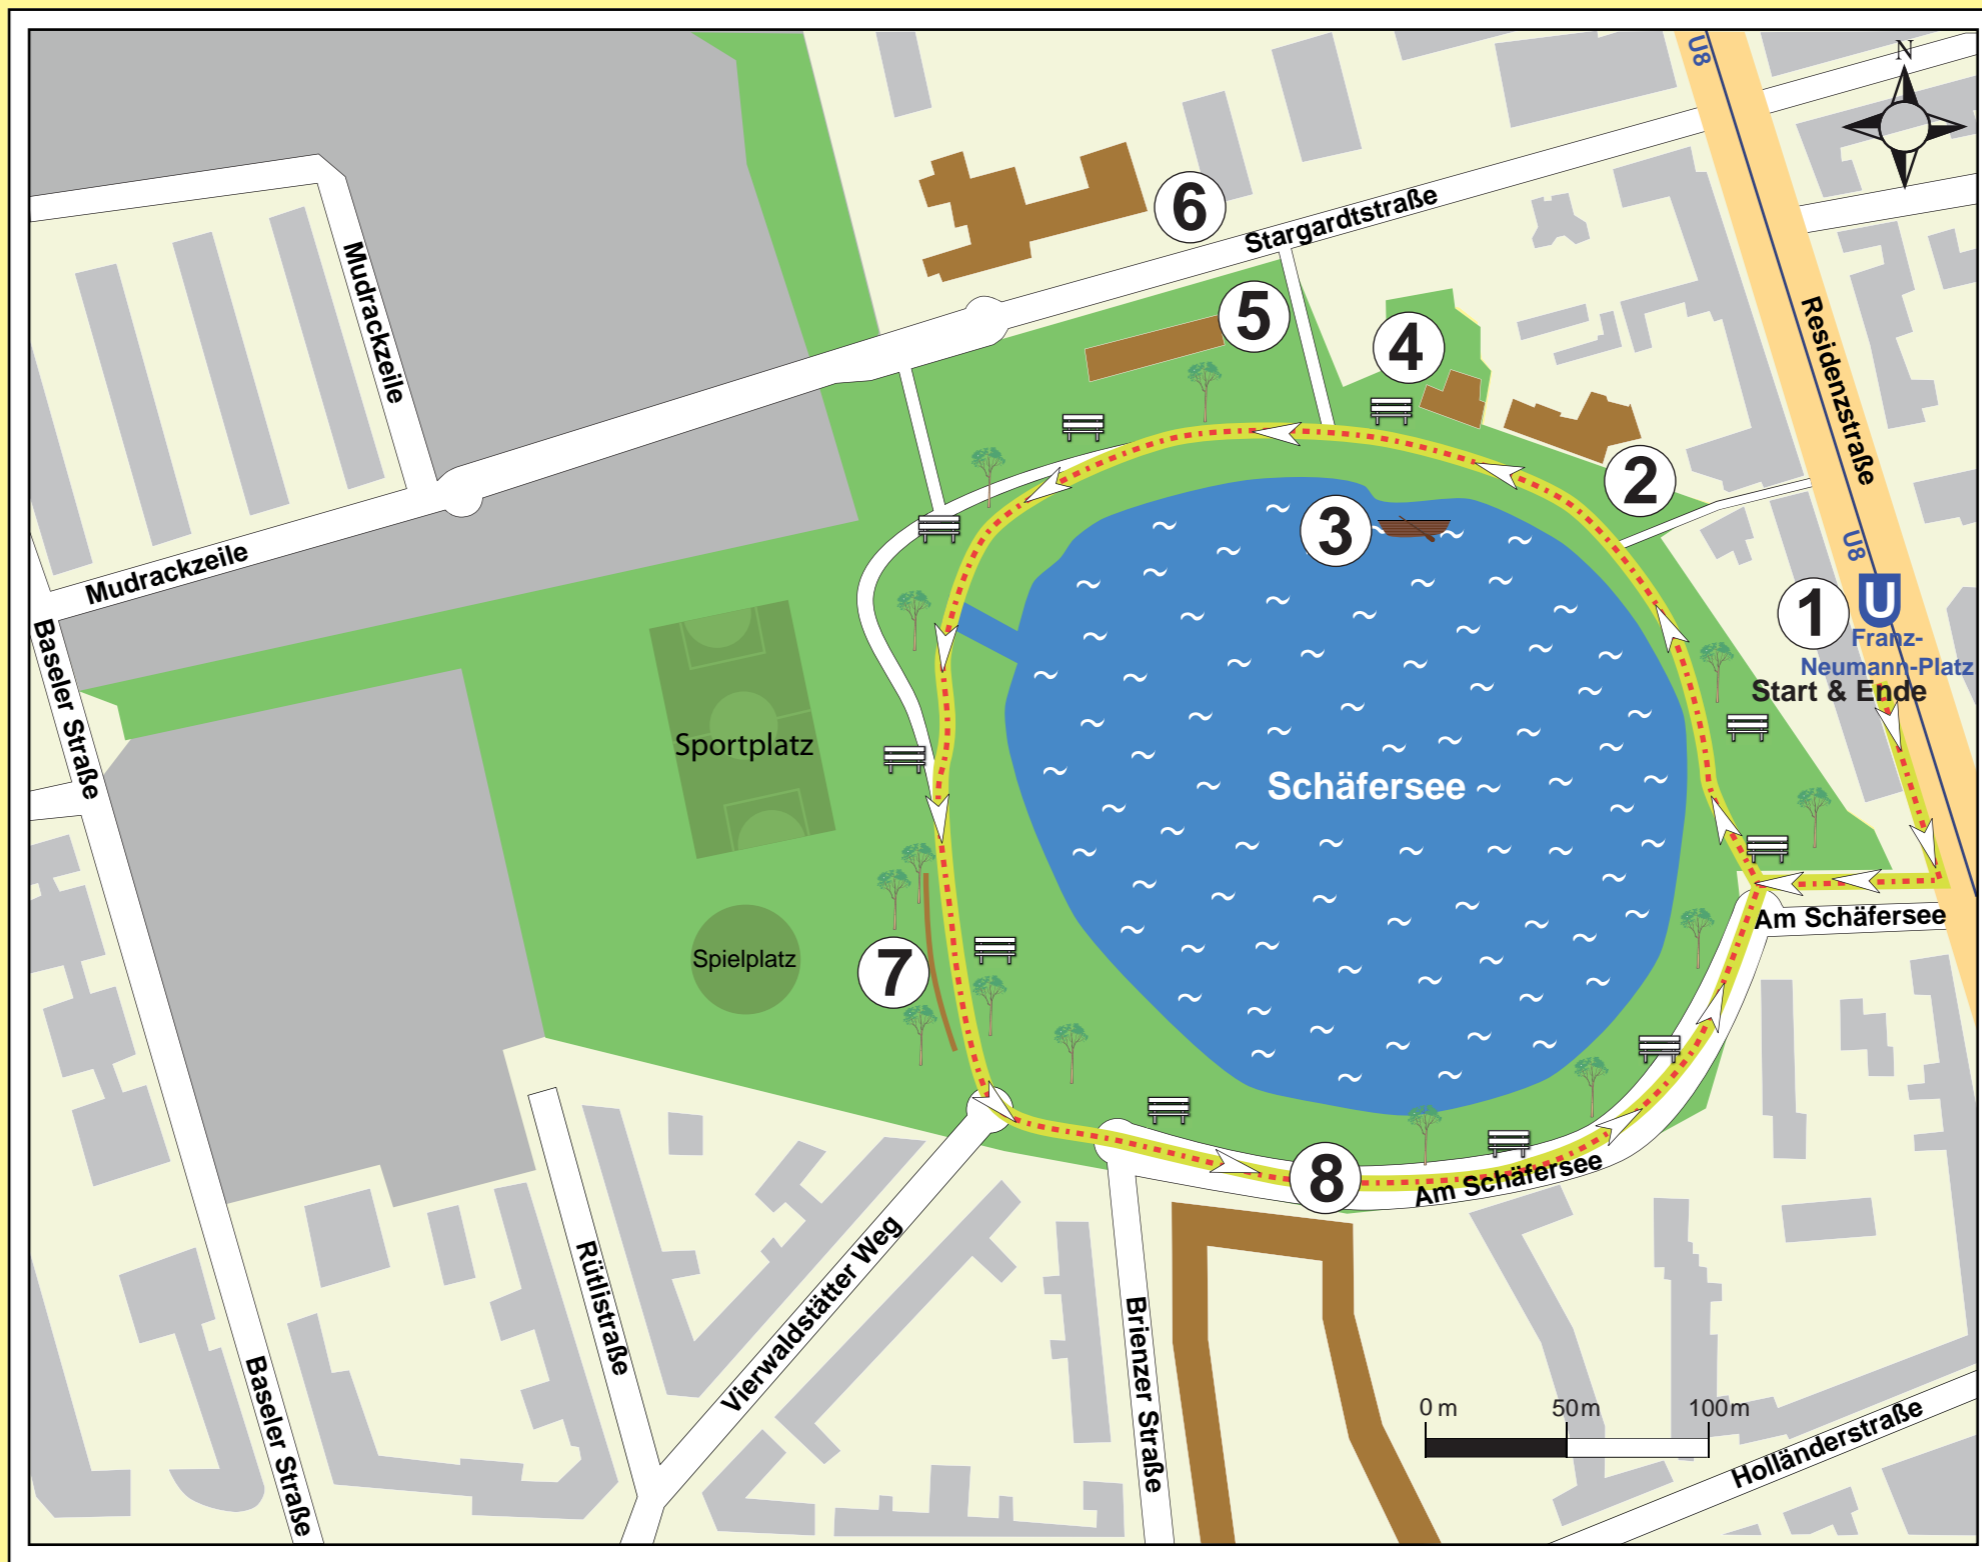 U8
N
Stargardtstraße
6
5
4
Residenzstraße
Mudrackzeile
2
3
U8
U
1
Franz-
Neumann-Platz
Start & Ende
Mudrackzeile
Baseler Straße
Sportplatz
Schäfersee
Am Schäfersee
Spielplatz
7
8
Am Schäfersee
Vierwaldstätter Weg
Rütlistraße
Brienzer Straße
Baseler Straße
0 m 50m 100m
Holländerstraße